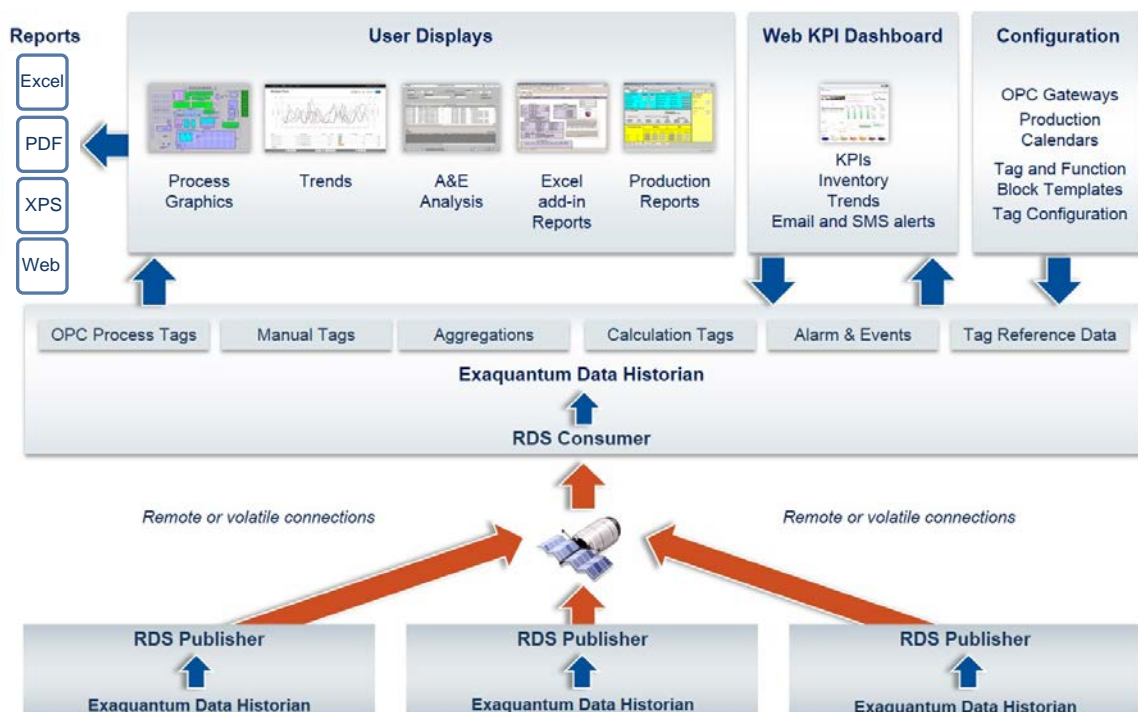 Reports
Excel
PDF
XPS
Web
User Displays
Process
Graphics
Trends
A&E
Analysis
Excel
add-in
Reports
Production
Reports
Web KPI Dashboard
KPIs
Inventory
Trends
Email and SMS alerts
Configuration
OPC Gateways
Production
Calendars
Tag and Function
Block Templates
Tag Configuration
OPC Process Tags
Manual Tags
Aggregations
Calculation Tags
Alarm & Events
Tag Reference Data
Exaquantum Data Historian
RDS Consumer
Remote or volatile connections
Remote or volatile connections
RDS Publisher
Exaquantum Data Historian
RDS Publisher
Exaquantum Data Historian
RDS Publisher
Exaquantum Data Historian